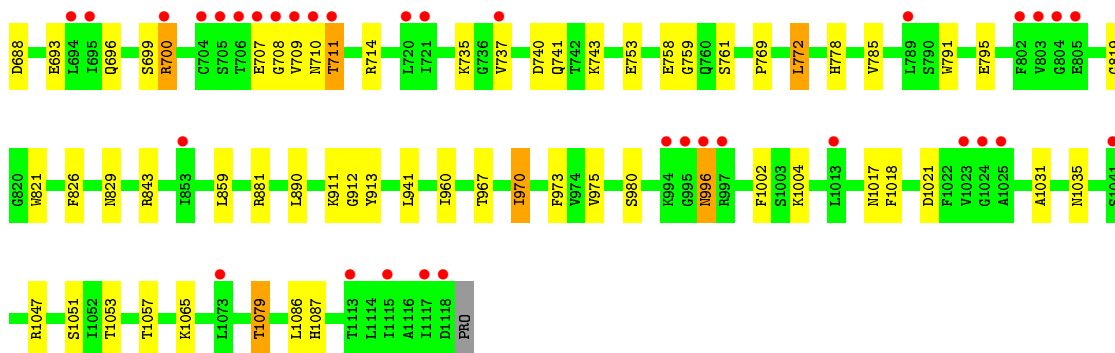 D688 E693 L694 I695 Q696 S699 R700 C704 S705 T706 E707 G708 V709 N710 T711 R714 L720 I721 K735 G736 V737 D740 Q741 T742 K743 E753 E758 G759 Q760 S761 P769 L772 H778 V785 L789 S790 W791 E795 F802 V803 G804 E805
G820 W821 F826 N829 R843 I853 L859 R881 L890 K911 G912 Y913 L941 I960 T967 I970 F973 V974 V975 S980 K994 G995 N996 R997 F1002 S1003 K1004 L1013 N1017 F1018 D1021 F1022 V1023 G1024 A1025 A1031 N1035
R1047 S1051 I1052 T1053 T1057 K1065 L1073 T1079 L1086 H1087 T1113 L1114 I1115 A1116 I1117 D1118 PRO